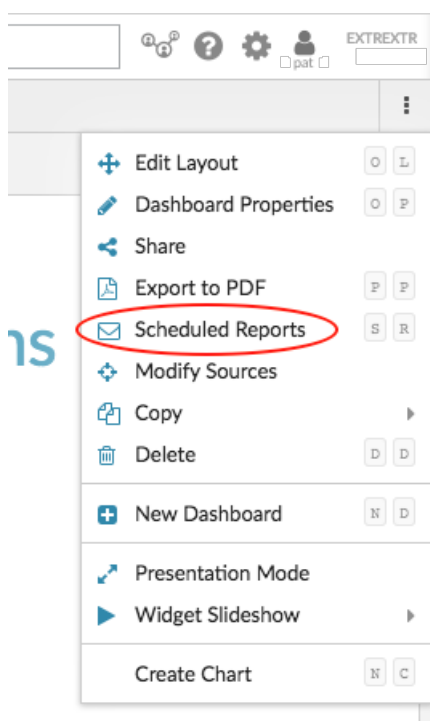 EXTREXTR
pat
Edit Layout O L
Dashboard Properties O P
Share
Export to PDF P P
ns
Scheduled Reports S R
Modify Sources
Copy
Delete D D
New Dashboard N D
Presentation Mode
Widget Slideshow
Create Chart N C